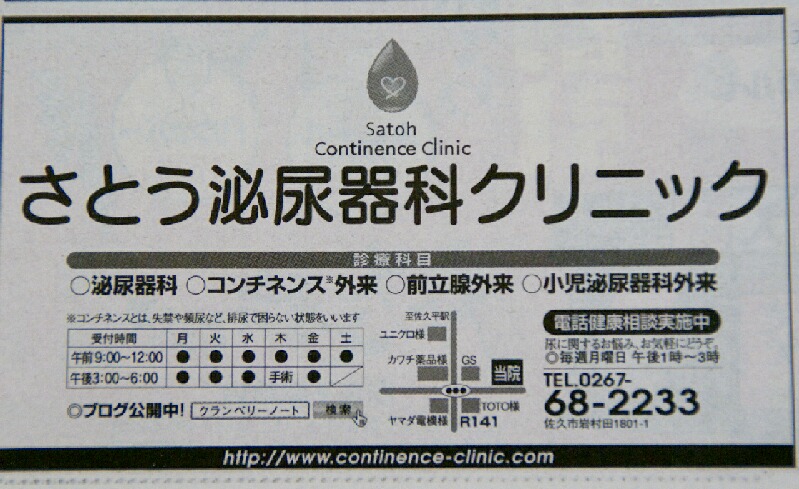 Satoh
Continence Clinic
さとう泌尿器科クリニック
診療科目
○泌尿器科 ○コンチネンス※外来 ○前立腺外来 ○小児泌尿器科外来
※コンチネンスとは、失禁や頻尿など、排尿で困らない状態をいいます
受付時間 月 火 水 木 金 土
午前9:00〜12:00 ● ● ● ● ● ●
午後3:00〜6:00 ● ● ● 手術 ● ／
◎ブログ公開中! クランベリーノート 検索
至佐久平駅
ユニクロ様
カワチ薬品様 GS 当院
TOTO様
ヤマダ電機様 R141
電話健康相談実施中
尿に関するお悩み、お気軽にどうぞ。
◎毎週月曜日 午後1時〜3時
TEL.0267-
68-2233
佐久市岩村田1801-1
http://www.continence-clinic.com